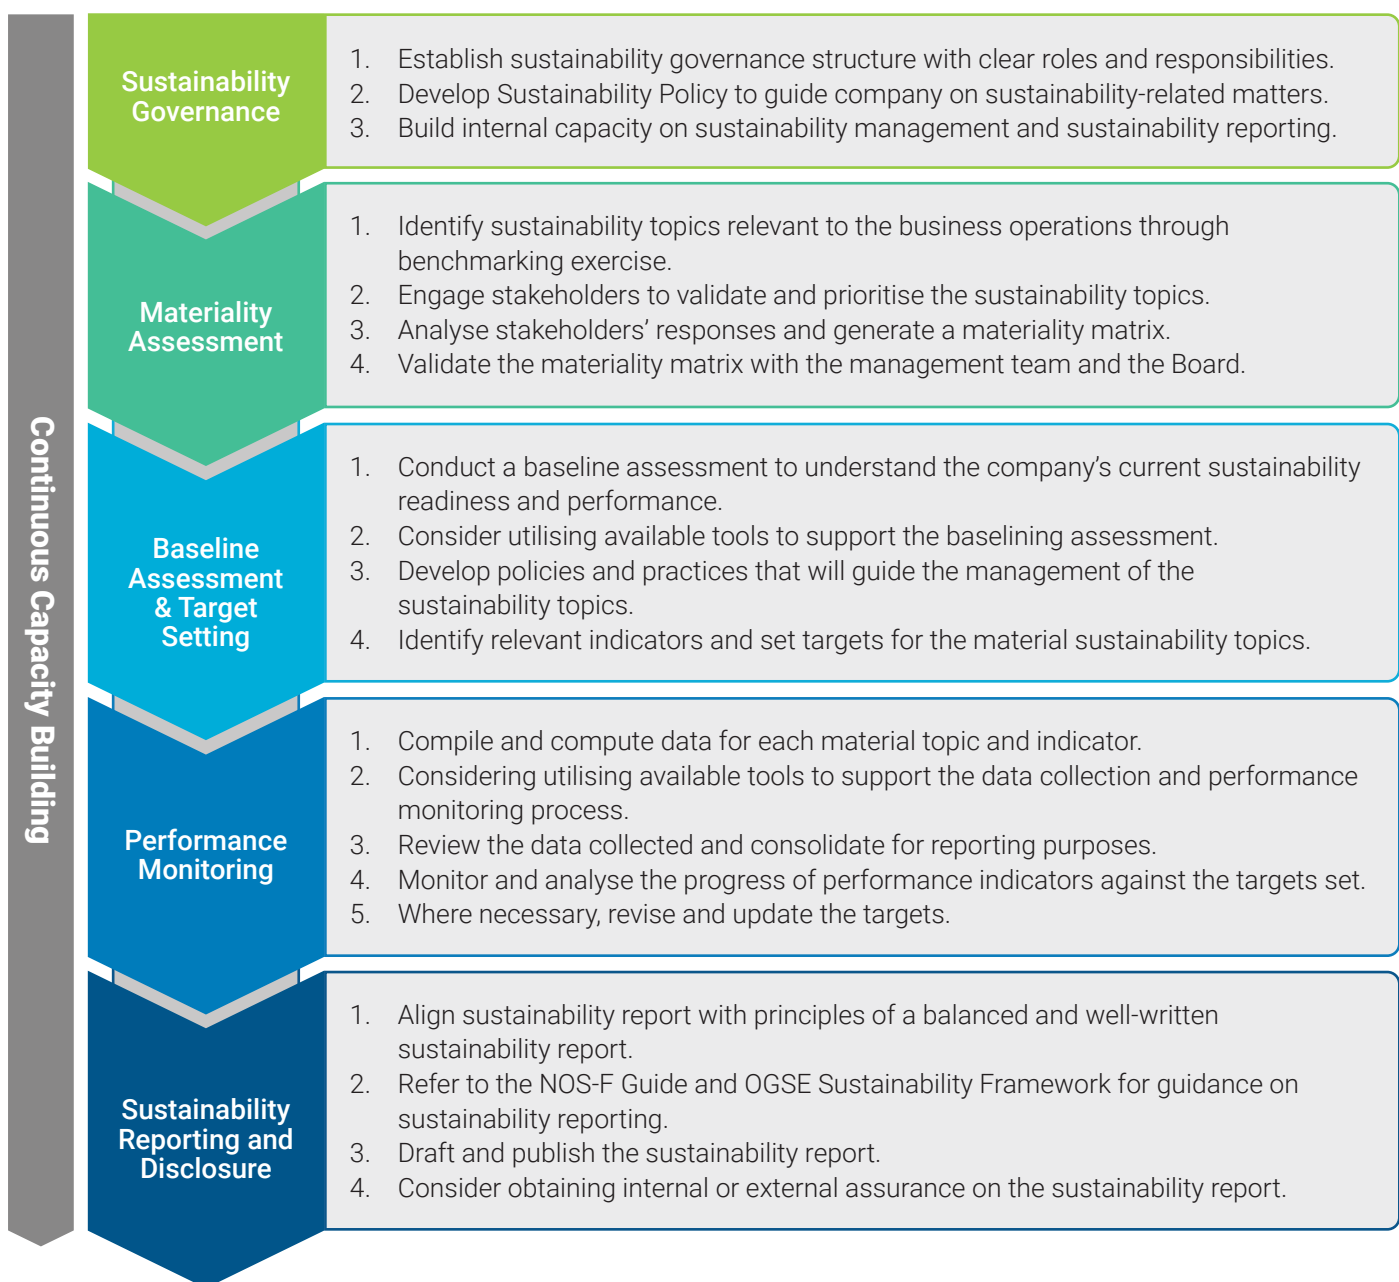 Continuous Capacity Building
Sustainability
Governance
1. Establish sustainability governance structure with clear roles and responsibilities.
2. Develop Sustainability Policy to guide company on sustainability-related matters.
3. Build internal capacity on sustainability management and sustainability reporting.
Materiality
Assessment
1. Identify sustainability topics relevant to the business operations through
benchmarking exercise.
2. Engage stakeholders to validate and prioritise the sustainability topics.
3. Analyse stakeholders’ responses and generate a materiality matrix.
4. Validate the materiality matrix with the management team and the Board.
Baseline
Assessment
& Target
Setting
1. Conduct a baseline assessment to understand the company’s current sustainability
readiness and performance.
2. Consider utilising available tools to support the baselining assessment.
3. Develop policies and practices that will guide the management of the
sustainability topics.
4. Identify relevant indicators and set targets for the material sustainability topics.
Performance
Monitoring
1. Compile and compute data for each material topic and indicator.
2. Considering utilising available tools to support the data collection and performance
monitoring process.
3. Review the data collected and consolidate for reporting purposes.
4. Monitor and analyse the progress of performance indicators against the targets set.
5. Where necessary, revise and update the targets.
Sustainability
Reporting and
Disclosure
1. Align sustainability report with principles of a balanced and well-written
sustainability report.
2. Refer to the NOS-F Guide and OGSE Sustainability Framework for guidance on
sustainability reporting.
3. Draft and publish the sustainability report.
4. Consider obtaining internal or external assurance on the sustainability report.